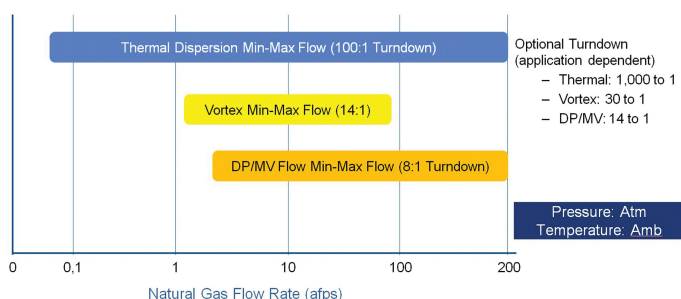 Thermal Dispersion Min-Max Flow (100:1 Turndown)
Optional Turndown
(application dependent)
– Thermal: 1,000 to 1
– Vortex: 30 to 1
– DP/MV: 14 to 1
Vortex Min-Max Flow (14:1)
DP/MV Flow Min-Max Flow (8:1 Turndown)
Pressure: Atm
Temperature: Amb
0 0,1 1 10 100 200
Natural Gas Flow Rate (afps)